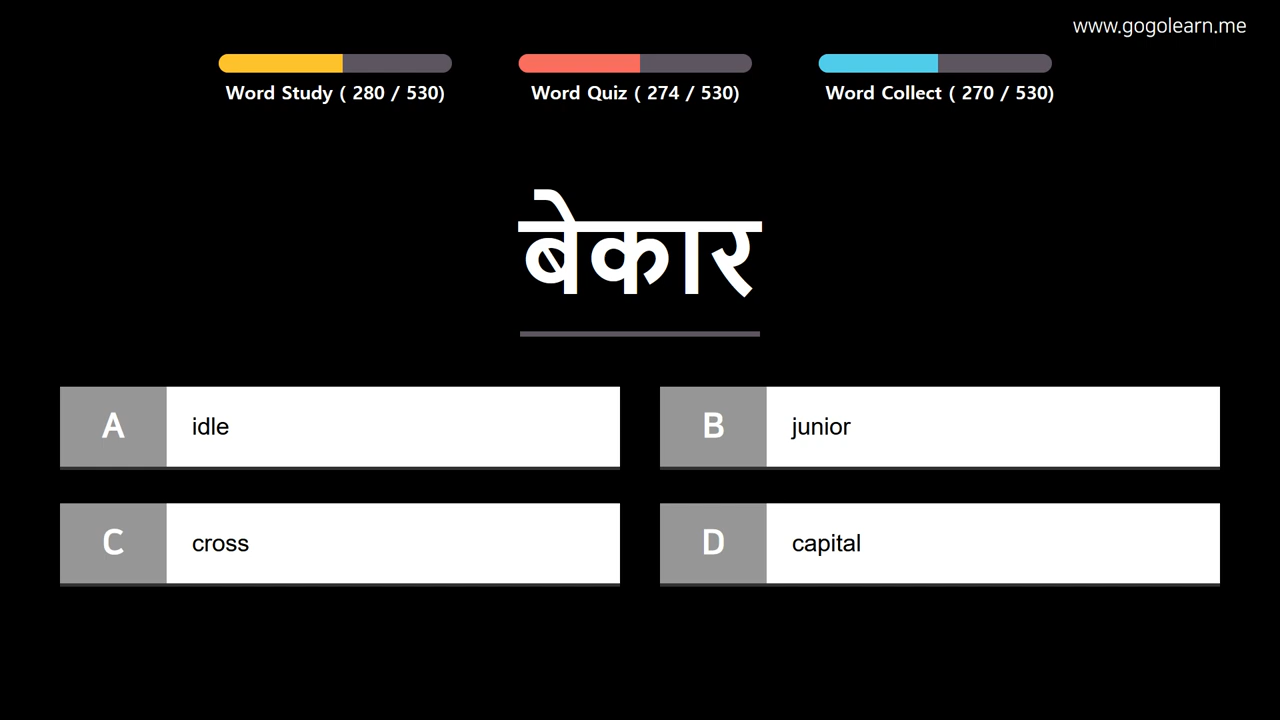 www.gogolearn.me
Word Study ( 280 / 530)
Word Quiz ( 274 / 530)
Word Collect ( 270 / 530)
बेकार
A idle
B junior
C cross
D capital